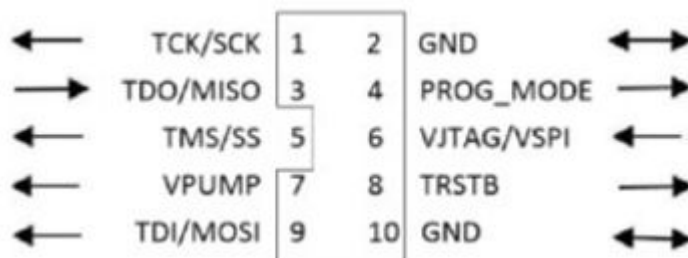 TCK/SCK 1 2 GND
TDO/MISO 3 4 PROG_MODE
TMS/SS 5 6 VJTAG/VSPI
VPUMP 7 8 TRSTB
TDI/MOSI 9 10 GND